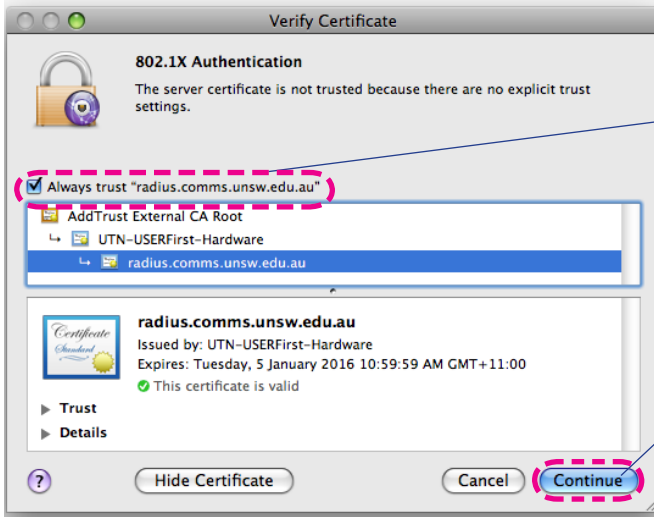 Verify Certificate
802.1X Authentication
The server certificate is not trusted because there are no explicit trust
settings.
Always trust “radius.comms.unsw.edu.au”
AddTrust External CA Root
UTN-USERFirst-Hardware
radius.comms.unsw.edu.au
Certificate
Standard
radius.comms.unsw.edu.au
Issued by: UTN-USERFirst-Hardware
Expires: Tuesday, 5 January 2016 10:59:59 AM GMT+11:00
This certificate is valid
Trust
Details
?
Hide Certificate
Cancel
Continue